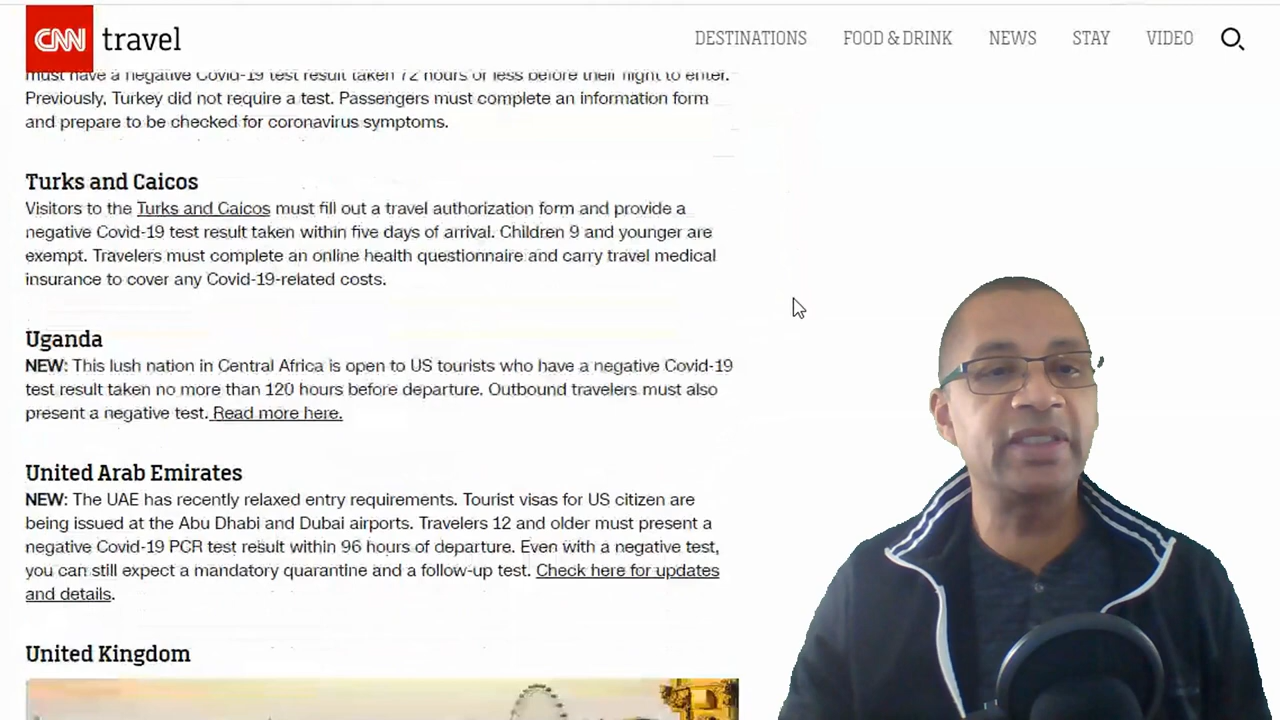 CNN travel
DESTINATIONS FOOD & DRINK NEWS STAY VIDEO
must have a negative Covid-19 test result taken 72 hours or less before their flight to enter.
Previously, Turkey did not require a test. Passengers must complete an information form
and prepare to be checked for coronavirus symptoms.
Turks and Caicos
Visitors to the Turks and Caicos must fill out a travel authorization form and provide a
negative Covid-19 test result taken within five days of arrival. Children 9 and younger are
exempt. Travelers must complete an online health questionnaire and carry travel medical
insurance to cover any Covid-19-related costs.
Uganda
NEW: This lush nation in Central Africa is open to US tourists who have a negative Covid-19
test result taken no more than 120 hours before departure. Outbound travelers must also
present a negative test. Read more here.
United Arab Emirates
NEW: The UAE has recently relaxed entry requirements. Tourist visas for US citizen are
being issued at the Abu Dhabi and Dubai airports. Travelers 12 and older must present a
negative Covid-19 PCR test result within 96 hours of departure. Even with a negative test,
you can still expect a mandatory quarantine and a follow-up test. Check here for updates
and details.
United Kingdom